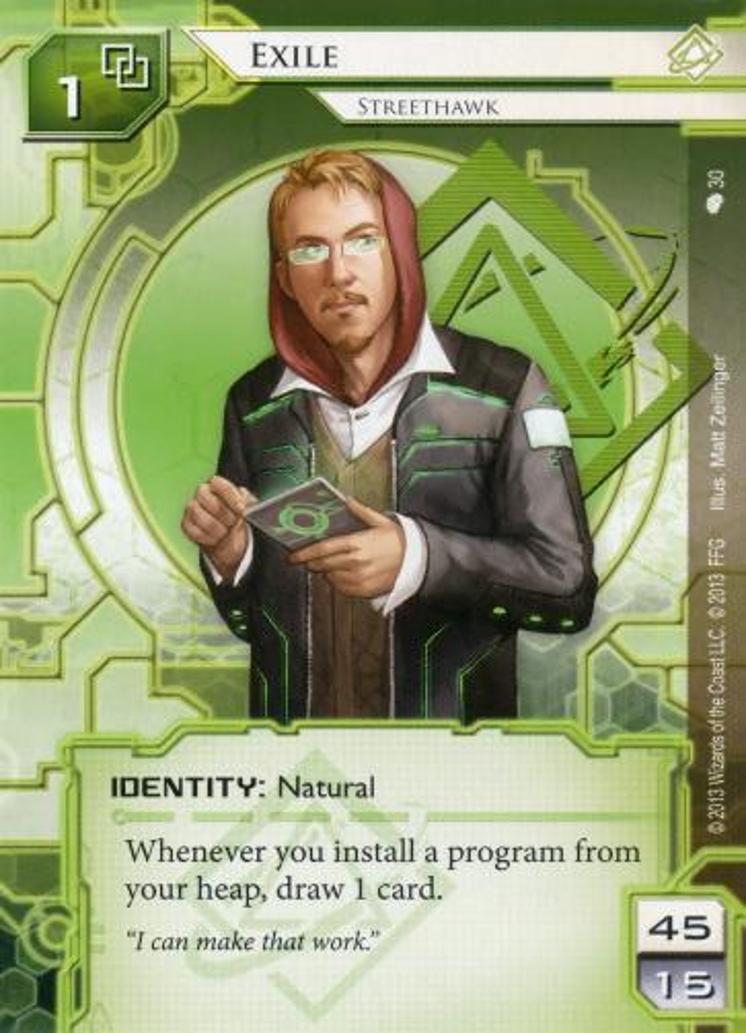 1
EXILE
STREETHAWK
30
Illus. Matt Zeilinger
© 2013 Wizards of the Coast LLC. © 2013 FFG
IDENTITY: Natural
Whenever you install a program from
your heap, draw 1 card.
“I can make that work.”
45
15